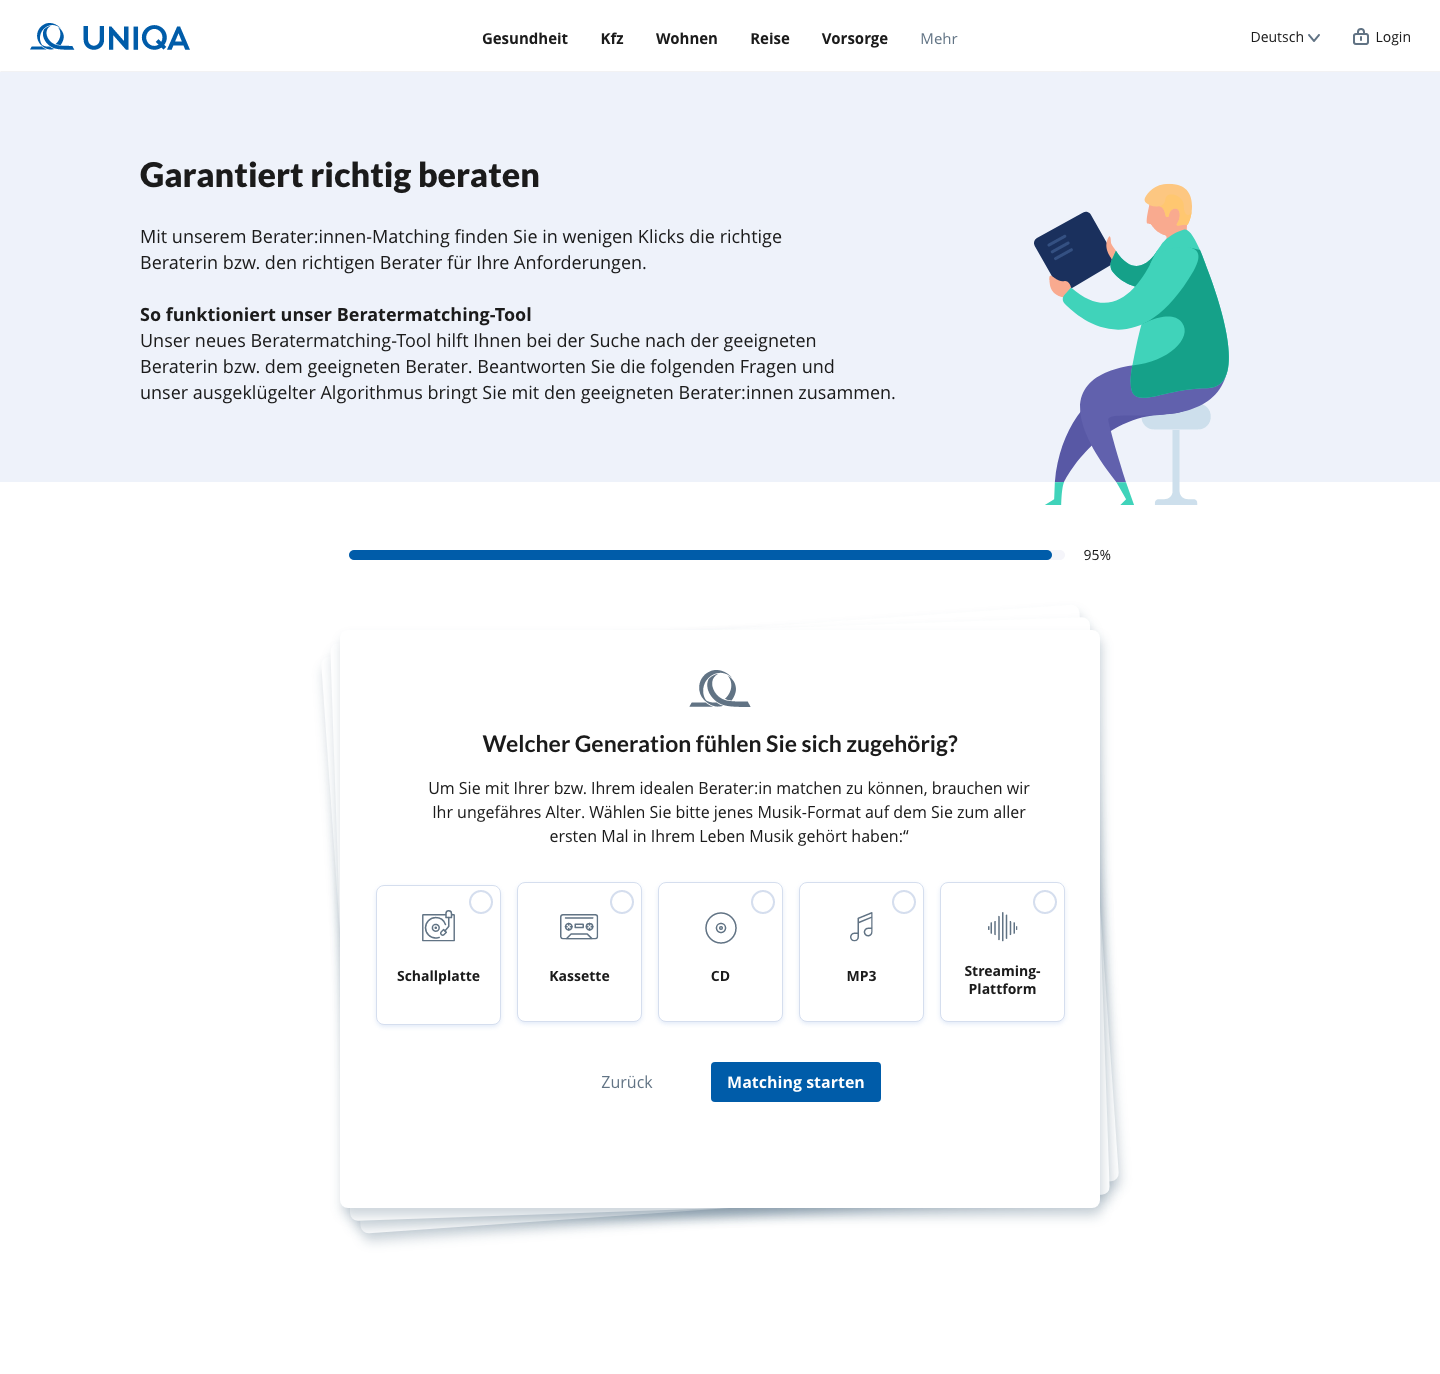 UNIQA
Gesundheit Kfz Wohnen Reise Vorsorge Mehr
Deutsch Login
Garantiert richtig beraten
Mit unserem Berater:innen-Matching finden Sie in wenigen Klicks die richtige
Beraterin bzw. den richtigen Berater für Ihre Anforderungen.
So funktioniert unser Beratermatching-Tool
Unser neues Beratermatching-Tool hilft Ihnen bei der Suche nach der geeigneten
Beraterin bzw. dem geeigneten Berater. Beantworten Sie die folgenden Fragen und
unser ausgeklügelter Algorithmus bringt Sie mit den geeigneten Berater:innen zusammen.
95%
Welcher Generation fühlen Sie sich zugehörig?
Um Sie mit Ihrer bzw. Ihrem idealen Berater:in matchen zu können, brauchen wir
Ihr ungefähres Alter. Wählen Sie bitte jenes Musik-Format auf dem Sie zum aller
ersten Mal in Ihrem Leben Musik gehört haben:“
Schallplatte
Kassette
CD
MP3
Streaming-
Plattform
Zurück
Matching starten